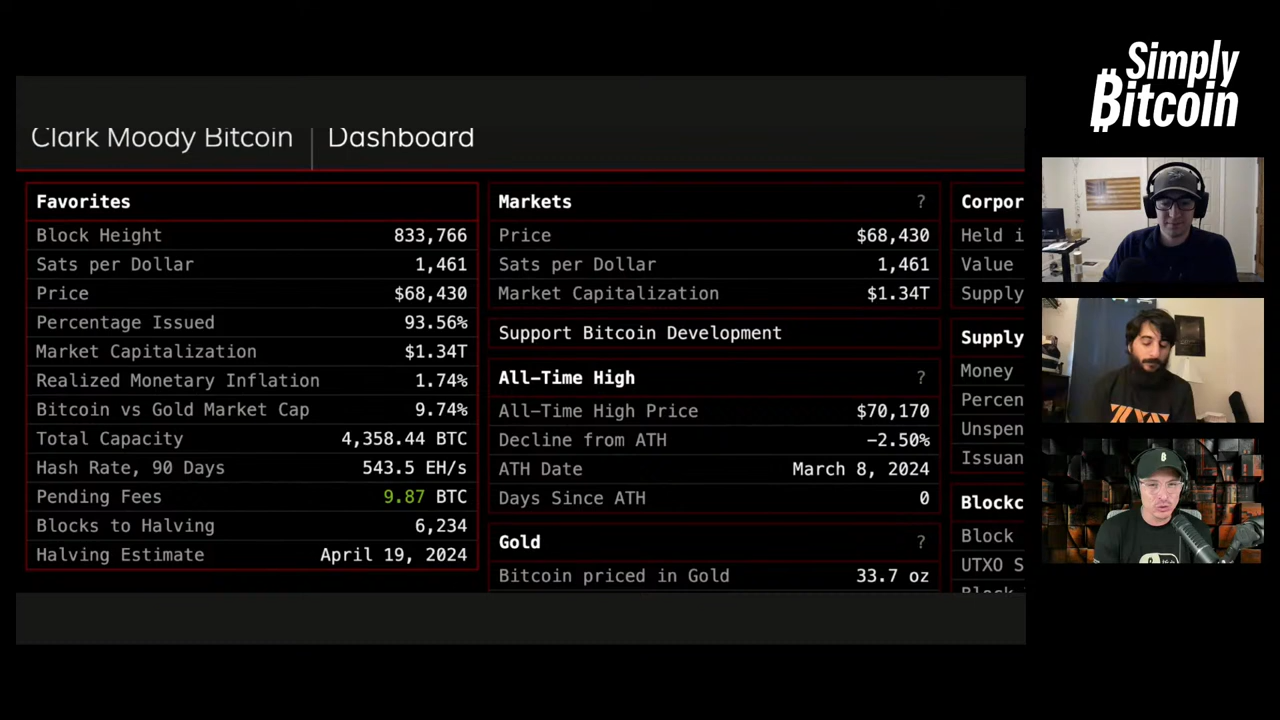 Simply
Bitcoin
Clark Moody Bitcoin | Dashboard
Favorites
Block Height 833,766
Sats per Dollar 1,461
Price $68,430
Percentage Issued 93.56%
Market Capitalization $1.34T
Realized Monetary Inflation 1.74%
Bitcoin vs Gold Market Cap 9.74%
Total Capacity 4,358.44 BTC
Hash Rate, 90 Days 543.5 EH/s
Pending Fees 9.87 BTC
Blocks to Halving 6,234
Halving Estimate April 19, 2024
Markets ?
Price $68,430
Sats per Dollar 1,461
Market Capitalization $1.34T
Support Bitcoin Development
All-Time High ?
All-Time High Price $70,170
Decline from ATH -2.50%
ATH Date March 8, 2024
Days Since ATH 0
Gold ?
Bitcoin priced in Gold 33.7 oz
Corpor
Held i
Value
Supply
Supply
Money
Percen
Unspen
Issuan
Blockc
Block
UTXO S